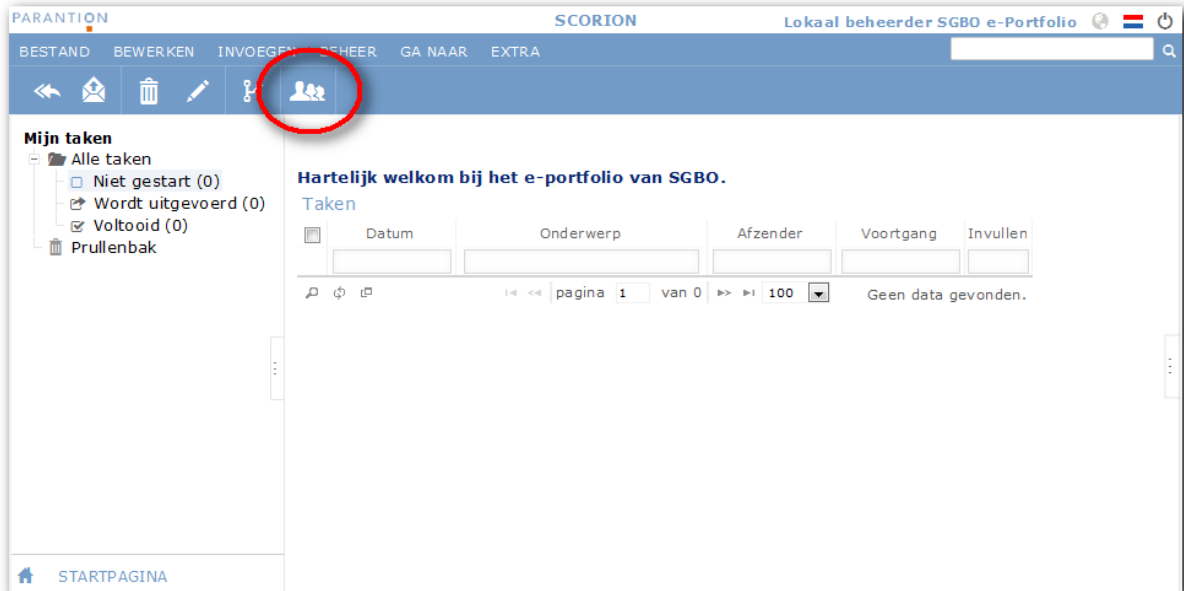 PARANTION SCORION Lokaal beheerder SGBO e-Portfolio
BESTAND BEWERKEN INVOEGEN BEHEER GA NAAR EXTRA
Mijn taken
Alle taken
Niet gestart (0)
Wordt uitgevoerd (0)
Voltooid (0)
Prullenbak
Hartelijk welkom bij het e-portfolio van SGBO.
Taken
Datum Onderwerp Afzender Voortgang Invullen
pagina 1 van 0 100 Geen data gevonden.
STARTPAGINA